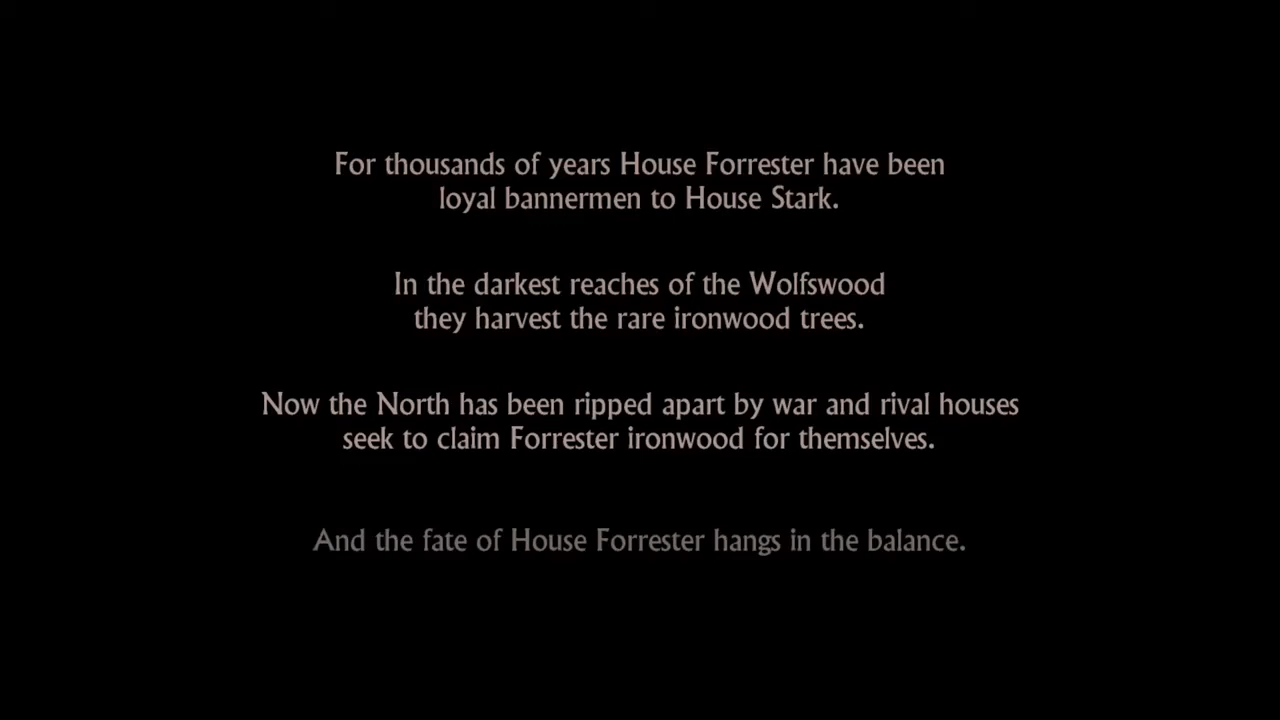 For thousands of years House Forrester have been
loyal bannermen to House Stark.
In the darkest reaches of the Wolfswood
they harvest the rare ironwood trees.
Now the North has been ripped apart by war and rival houses
seek to claim Forrester ironwood for themselves.
And the fate of House Forrester hangs in the balance.